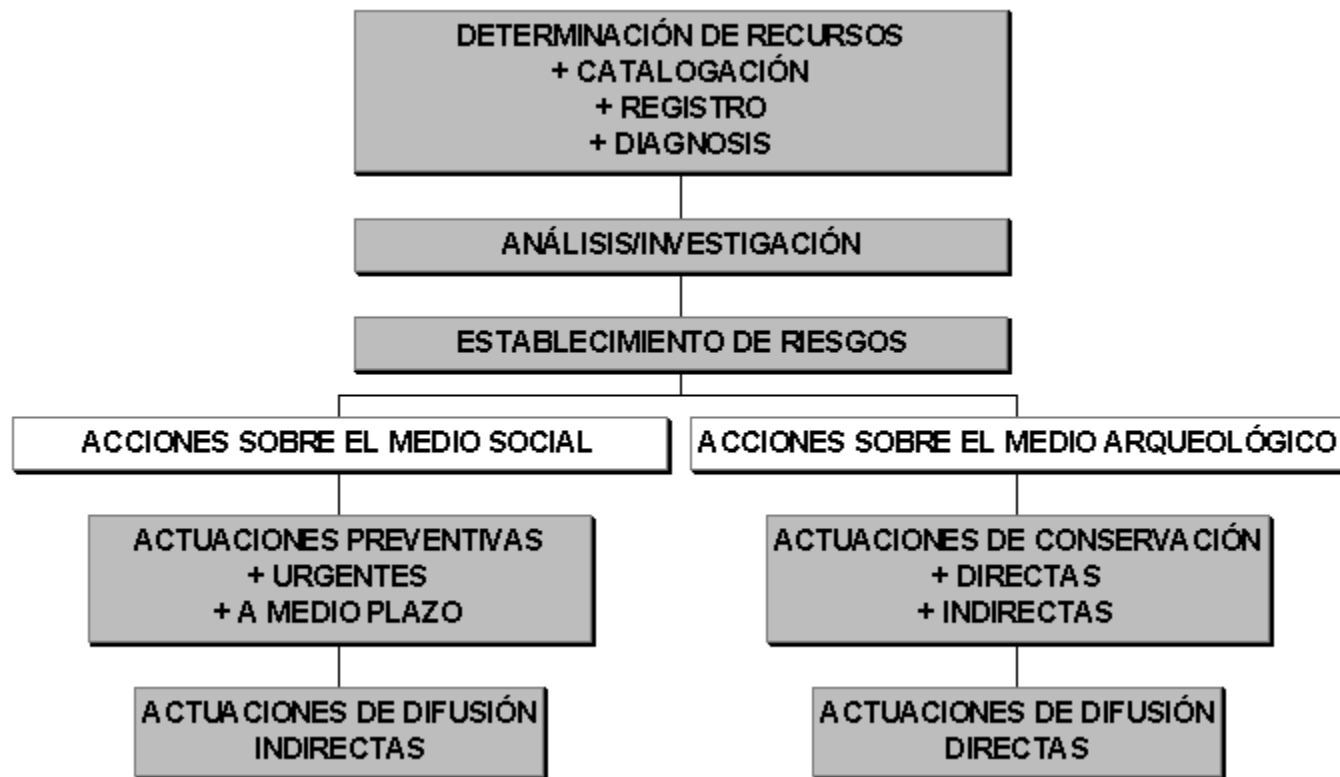 DETERMINACIÓN DE RECURSOS
+ CATALOGACIÓN
+ REGISTRO
+ DIAGNOSIS
ANÁLISIS/INVESTIGACIÓN
ESTABLECIMIENTO DE RIESGOS
ACCIONES SOBRE EL MEDIO SOCIAL
ACCIONES SOBRE EL MEDIO ARQUEOLÓGICO
ACTUACIONES PREVENTIVAS
+ URGENTES
+ A MEDIO PLAZO
ACTUACIONES DE CONSERVACIÓN
+ DIRECTAS
+ INDIRECTAS
ACTUACIONES DE DIFUSIÓN
INDIRECTAS
ACTUACIONES DE DIFUSIÓN
DIRECTAS